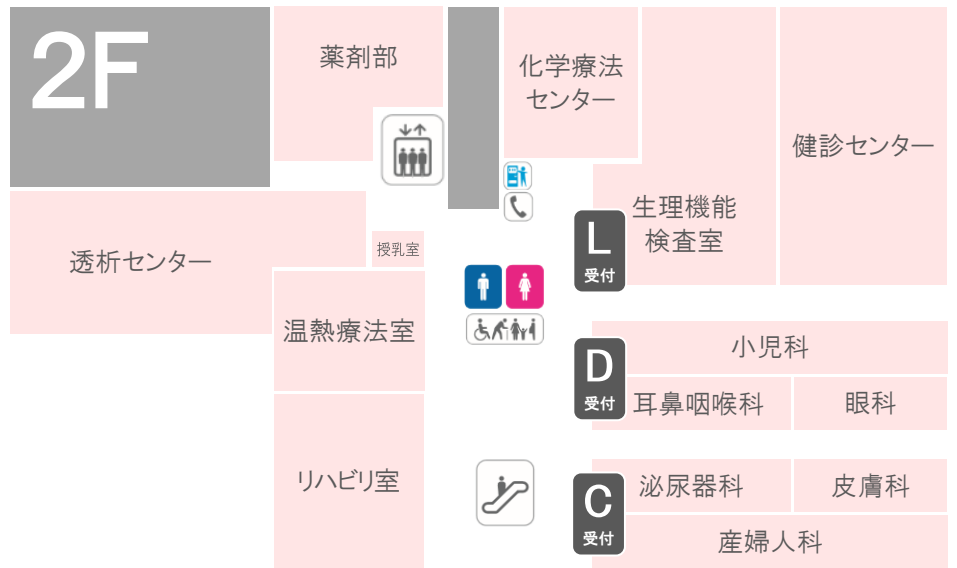 2F
薬剤部
化学療法
センター
健診センター
生理機能
検査室
L
受付
透析センター
授乳室
温熱療法室
D
受付
小児科
耳鼻咽喉科
眼科
リハビリ室
C
受付
泌尿器科
皮膚科
産婦人科